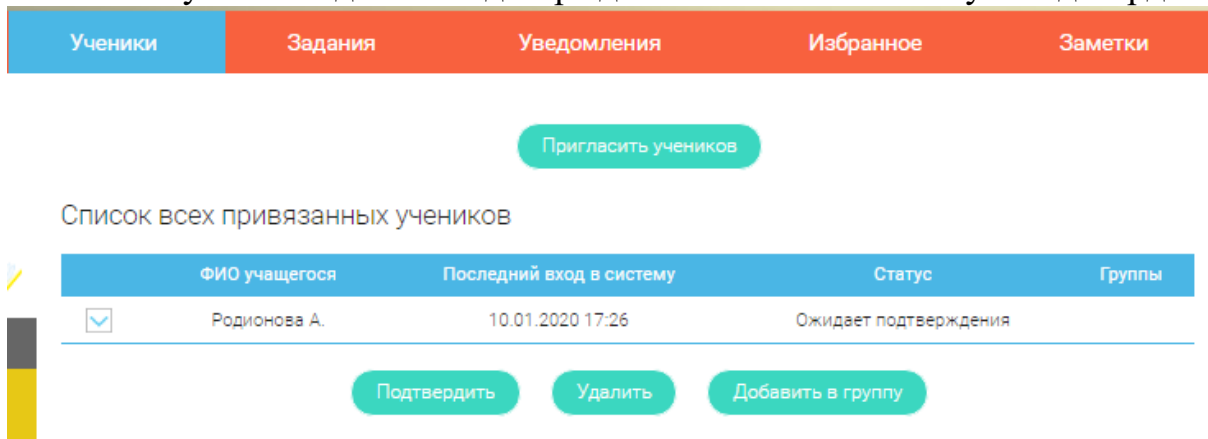 Ученики Задания Уведомления Избранное Заметки
Пригласить учеников
Список всех привязанных учеников
ФИО учащегося Последний вход в систему Статус Группы
Родионова А. 10.01.2020 17:26 Ожидает подтверждения
Подтвердить Удалить Добавить в группу